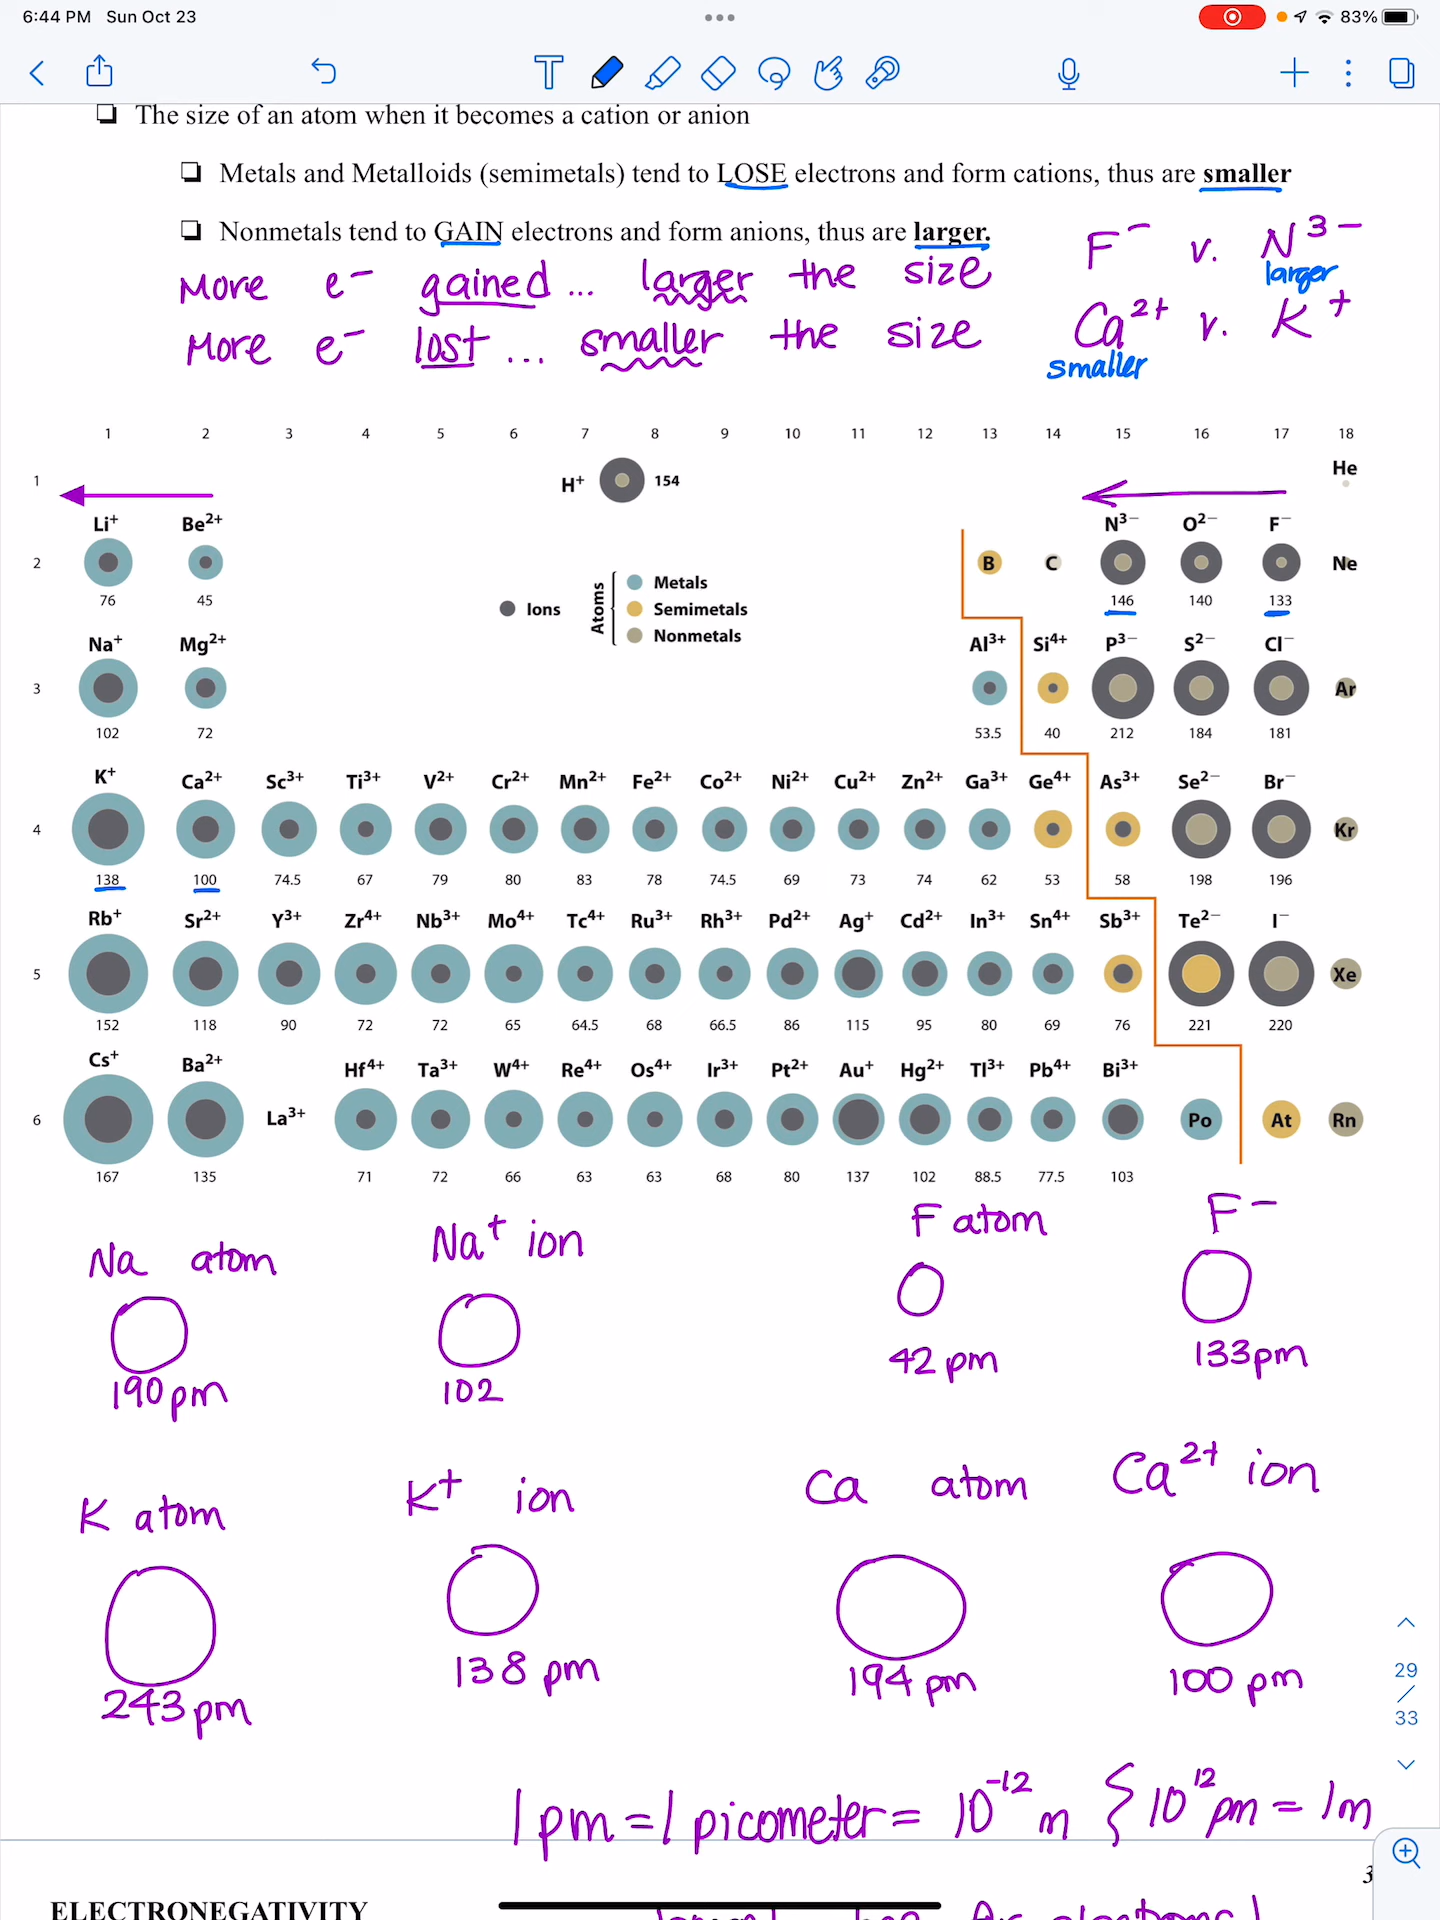 6:44 PM Sun Oct 23 83%
❏ The size of an atom when it becomes a cation or anion
❏ Metals and Metalloids (semimetals) tend to LOSE electrons and form cations, thus are smaller
❏ Nonmetals tend to GAIN electrons and form anions, thus are larger.
F⁻ v. N³⁻
larger
More e⁻ gained ... larger the size
More e⁻ lost ... smaller the size
Ca²⁺ v. K⁺
smaller
1 2 3 4 5 6 7 8 9 10 11 12 13 14 15 16 17 18
1 H⁺ 154 He
Li⁺ Be²⁺ N³⁻ O²⁻ F⁻
2 B C Ne
76 45 146 140 133
Ions
Atoms
Metals
Semimetals
Nonmetals
Na⁺ Mg²⁺ Al³⁺ Si⁴⁺ P³⁻ S²⁻ Cl⁻
3 Ar
102 72 53.5 40 212 184 181
K⁺ Ca²⁺ Sc³⁺ Ti³⁺ V²⁺ Cr²⁺ Mn²⁺ Fe²⁺ Co²⁺ Ni²⁺ Cu²⁺ Zn²⁺ Ga³⁺ Ge⁴⁺ As³⁺ Se²⁻ Br⁻
4 Kr
138 100 74.5 67 79 80 83 78 74.5 69 73 74 62 53 58 198 196
Rb⁺ Sr²⁺ Y³⁺ Zr⁴⁺ Nb³⁺ Mo⁴⁺ Tc⁴⁺ Ru³⁺ Rh³⁺ Pd²⁺ Ag⁺ Cd²⁺ In³⁺ Sn⁴⁺ Sb³⁺ Te²⁻ I⁻
5 Xe
152 118 90 72 72 65 64.5 68 66.5 86 115 95 80 69 76 221 220
Cs⁺ Ba²⁺ Hf⁴⁺ Ta³⁺ W⁴⁺ Re⁴⁺ Os⁴⁺ Ir³⁺ Pt²⁺ Au⁺ Hg²⁺ Tl³⁺ Pb⁴⁺ Bi³⁺
6 La³⁺ Po At Rn
167 135 71 72 66 63 63 68 80 137 102 88.5 77.5 103
Na atom Na⁺ ion F atom F⁻
190 pm 102 42 pm 133 pm
K atom K⁺ ion Ca atom Ca²⁺ ion
243 pm 138 pm 194 pm 100 pm
29
/
33
1 pm = 1 picometer = 10⁻¹² m { 10¹² pm = 1 m
3
ELECTRONEGATIVITY